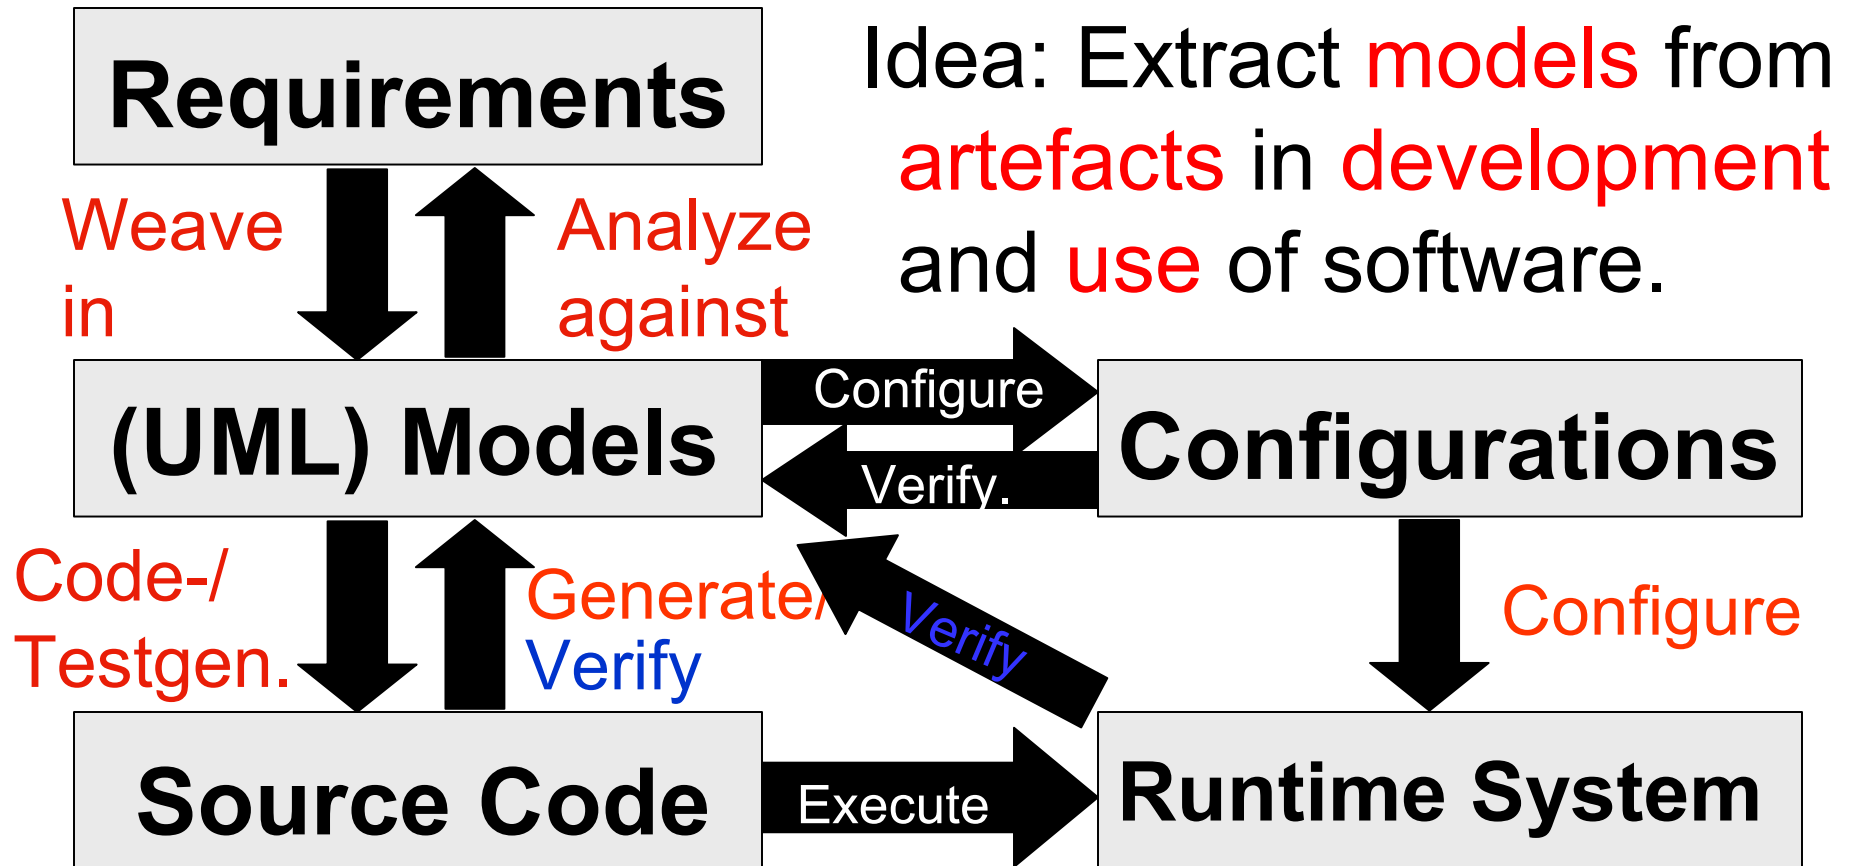 Requirements
Idea: Extract models from
artefacts in development
and use of software.
Weave
in
Analyze
against
(UML) Models
Configure
Verify.
Configurations
Code-/
Testgen.
Generate/
Verify
Verify
Configure
Source Code
Execute
Runtime System